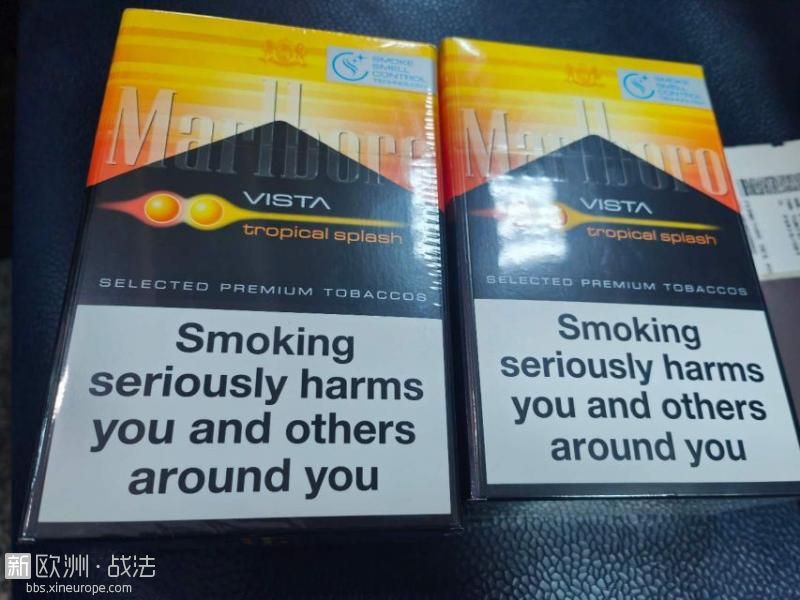 SMOKE
SMELL
CONTROL
TECHNOLOGY
Marlboro
VISTA
tropical splash
SELECTED PREMIUM TOBACCOS
Smoking
seriously harms
you and others
around you
SMOKE
SMELL
CONTROL
TECHNOLOGY
Marlboro
VISTA
tropical splash
SELECTED PREMIUM TOBACCOS
Smoking
seriously harms
you and others
around you
新欧洲·战法
bbs.xineurope.com